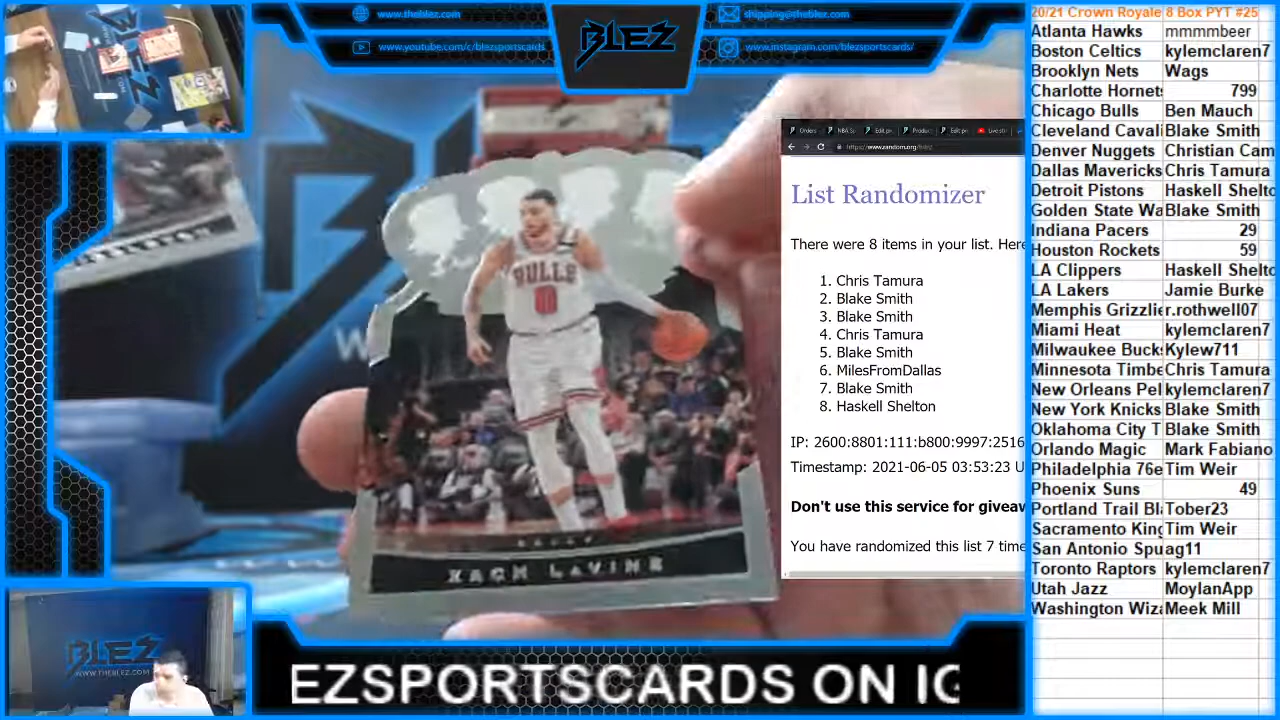 www.theblez.com
shipping@theblez.com
www.youtube.com/c/blezsportscards
BLEZ
www.instagram.com/blezsportscards/
List Randomizer
There were 8 items in your list. Here
1. Chris Tamura
2. Blake Smith
3. Blake Smith
4. Chris Tamura
5. Blake Smith
6. MilesFromDallas
7. Blake Smith
8. Haskell Shelton
IP: 2600:8801:111:b800:9997:2516
Timestamp: 2021-06-05 03:53:23 U
Don't use this service for giveaw
You have randomized this list 7 time
BULLS
ZACH LAVINE
BLEZ
WWW.THEBLEZ.COM
EZSPORTSCARDS ON IG
20/21 Crown Royale 8 Box PYT #25
Atlanta Hawks mmmmbeer
Boston Celtics kylemclaren7
Brooklyn Nets Wags
Charlotte Hornets 799
Chicago Bulls Ben Mauch
Cleveland Cavali Blake Smith
Denver Nuggets Christian Cam
Dallas Mavericks Chris Tamura
Detroit Pistons Haskell Shelto
Golden State Wa Blake Smith
Indiana Pacers 29
Houston Rockets 59
LA Clippers Haskell Shelto
LA Lakers Jamie Burke
Memphis Grizzlie r.rothwell07
Miami Heat kylemclaren7
Milwaukee Bucks Kylew711
Minnesota Timbe Chris Tamura
New Orleans Pel kylemclaren7
New York Knicks Blake Smith
Oklahoma City T Blake Smith
Orlando Magic Mark Fabiano
Philadelphia 76e Tim Weir
Phoenix Suns 49
Portland Trail Bl Tober23
Sacramento King Tim Weir
San Antonio Spu ag11
Toronto Raptors kylemclaren7
Utah Jazz MoylanApp
Washington Wiza Meek Mill